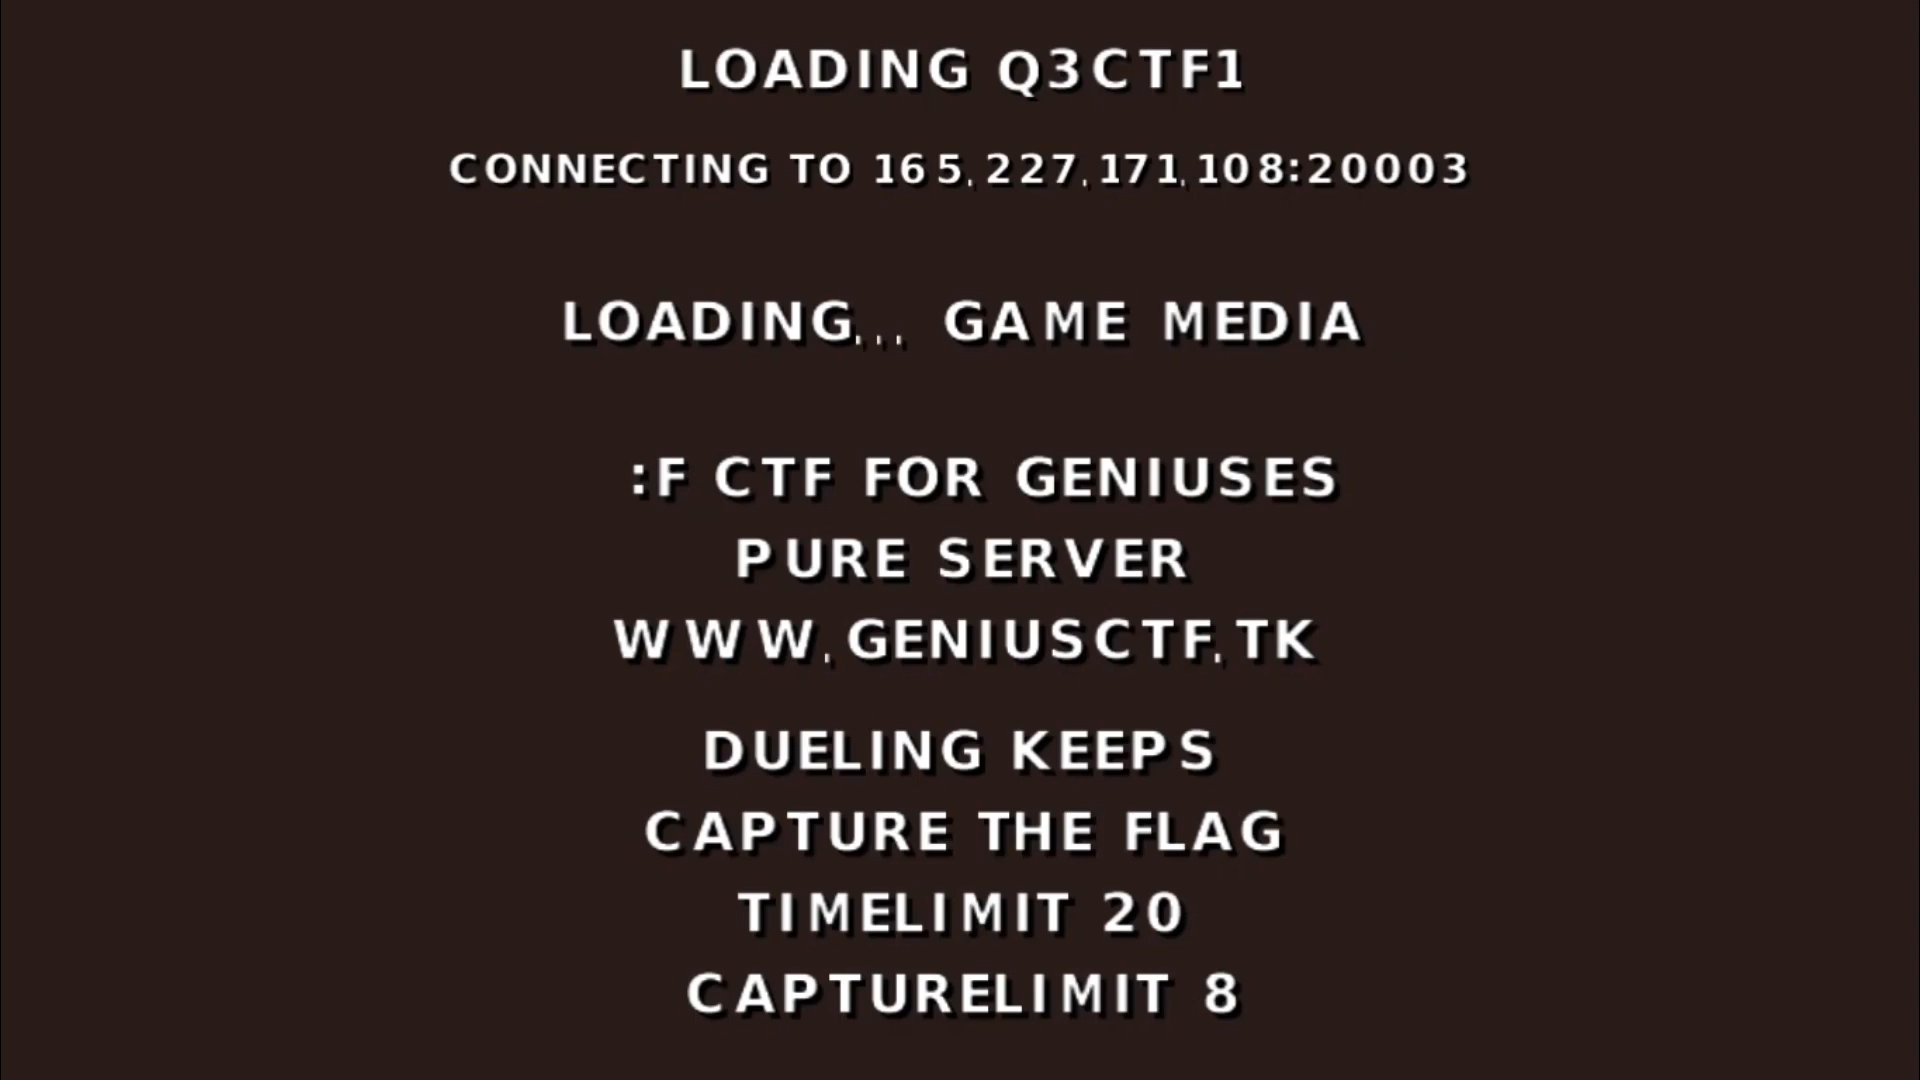 LOADING Q3CTF1
CONNECTING TO 165.227.171.108:20003
LOADING... GAME MEDIA
:F CTF FOR GENIUSES
PURE SERVER
WWW.GENIUSCTF.TK
DUELING KEEPS
CAPTURE THE FLAG
TIMELIMIT 20
CAPTURELIMIT 8